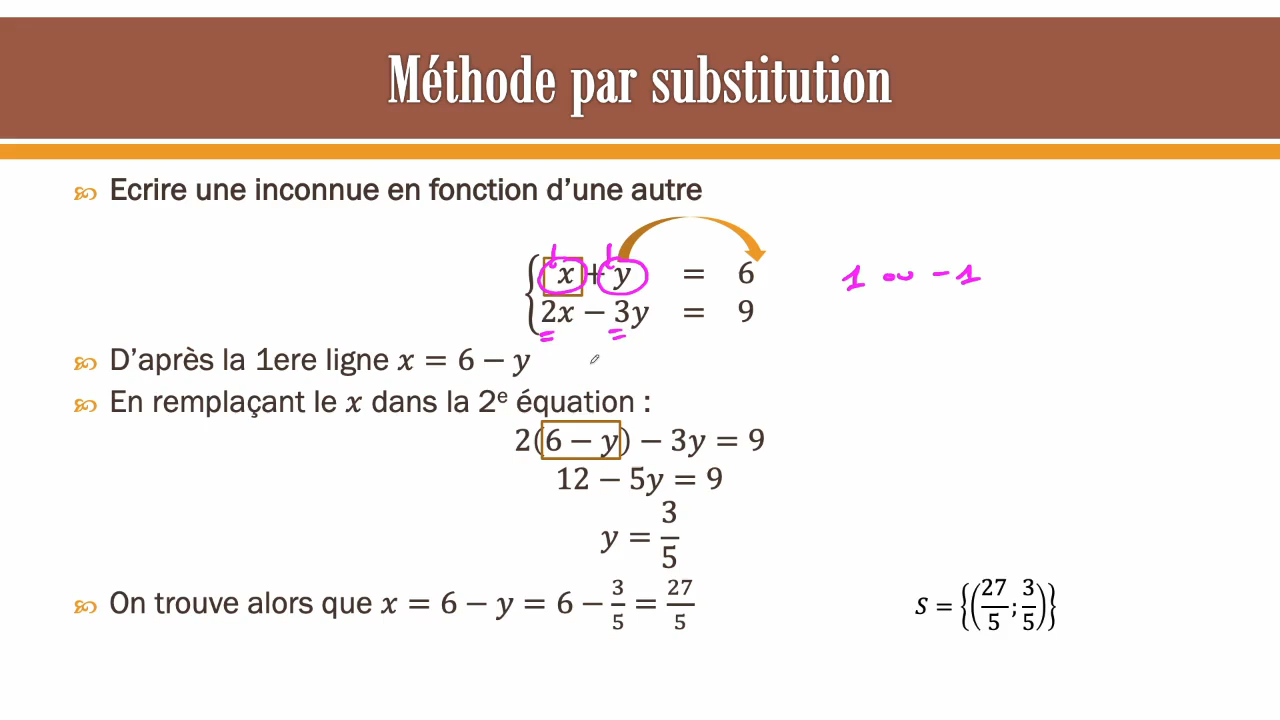 Méthode par substitution
Ecrire une inconnue en fonction d'une autre
x + y = 6
1 ou -1
2x − 3y = 9
D'après la 1ere ligne x = 6 − y
En remplaçant le x dans la 2e équation :
2(6 − y) − 3y = 9
12 − 5y = 9
y = 3/5
On trouve alors que x = 6 − y = 6 − 3/5 = 27/5
S = {(27/5 ; 3/5)}